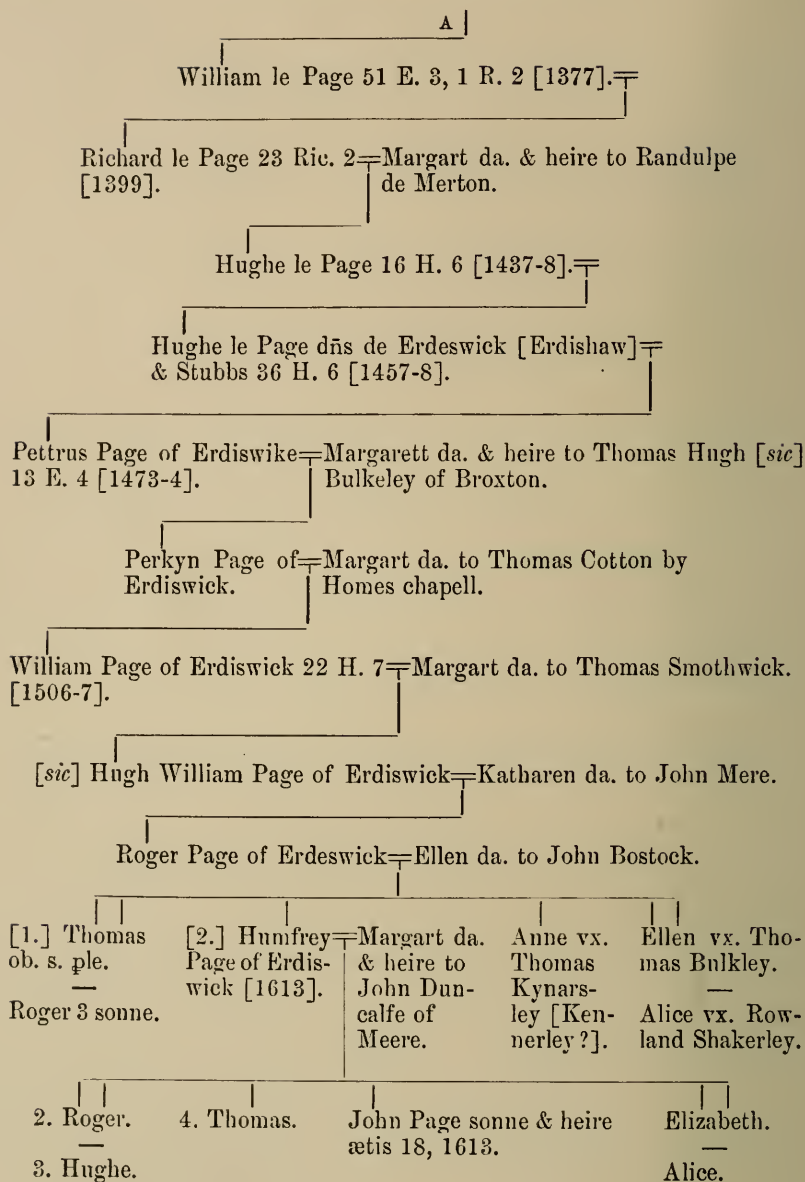 A
William le Page 51 E. 3, 1 R. 2 [1377].
Richard le Page 23 Ric. 2=Margart da. & heire to Randulpe
[1399]. de Merton.
Hughe le Page 16 H. 6 [1437-8].
Hughe le Page dn̄s de Erdeswick [Erdishaw]
& Stubbs 36 H. 6 [1457-8].
Pettrus Page of Erdiswike=Margarett da. & heire to Thomas Hugh [sic]
13 E. 4 [1473-4]. Bulkeley of Broxton.
Perkyn Page of=Margart da. to Thomas Cotton by
Erdiswick. Homes chapell.
William Page of Erdiswick 22 H. 7=Margart da. to Thomas Smothwick.
[1506-7].
[sic] Hugh William Page of Erdiswick=Katharen da. to John Mere.
Roger Page of Erdeswick=Ellen da. to John Bostock.
[1.] Thomas
ob. s. ꝑle.
—
Roger 3 sonne.
[2.] Humfrey=Margart da.
Page of Erdis- & heire to
wick [1613]. John Dun-
calfe of
Meere.
Anne vx.
Thomas
Kynars-
ley [Ken-
nerley?].
Ellen vx. Tho-
mas Bulkley.
—
Alice vx. Row-
land Shakerley.
2. Roger.
—
3. Hughe.
4. Thomas.
John Page sonne & heire
ætis 18, 1613.
Elizabeth.
—
Alice.